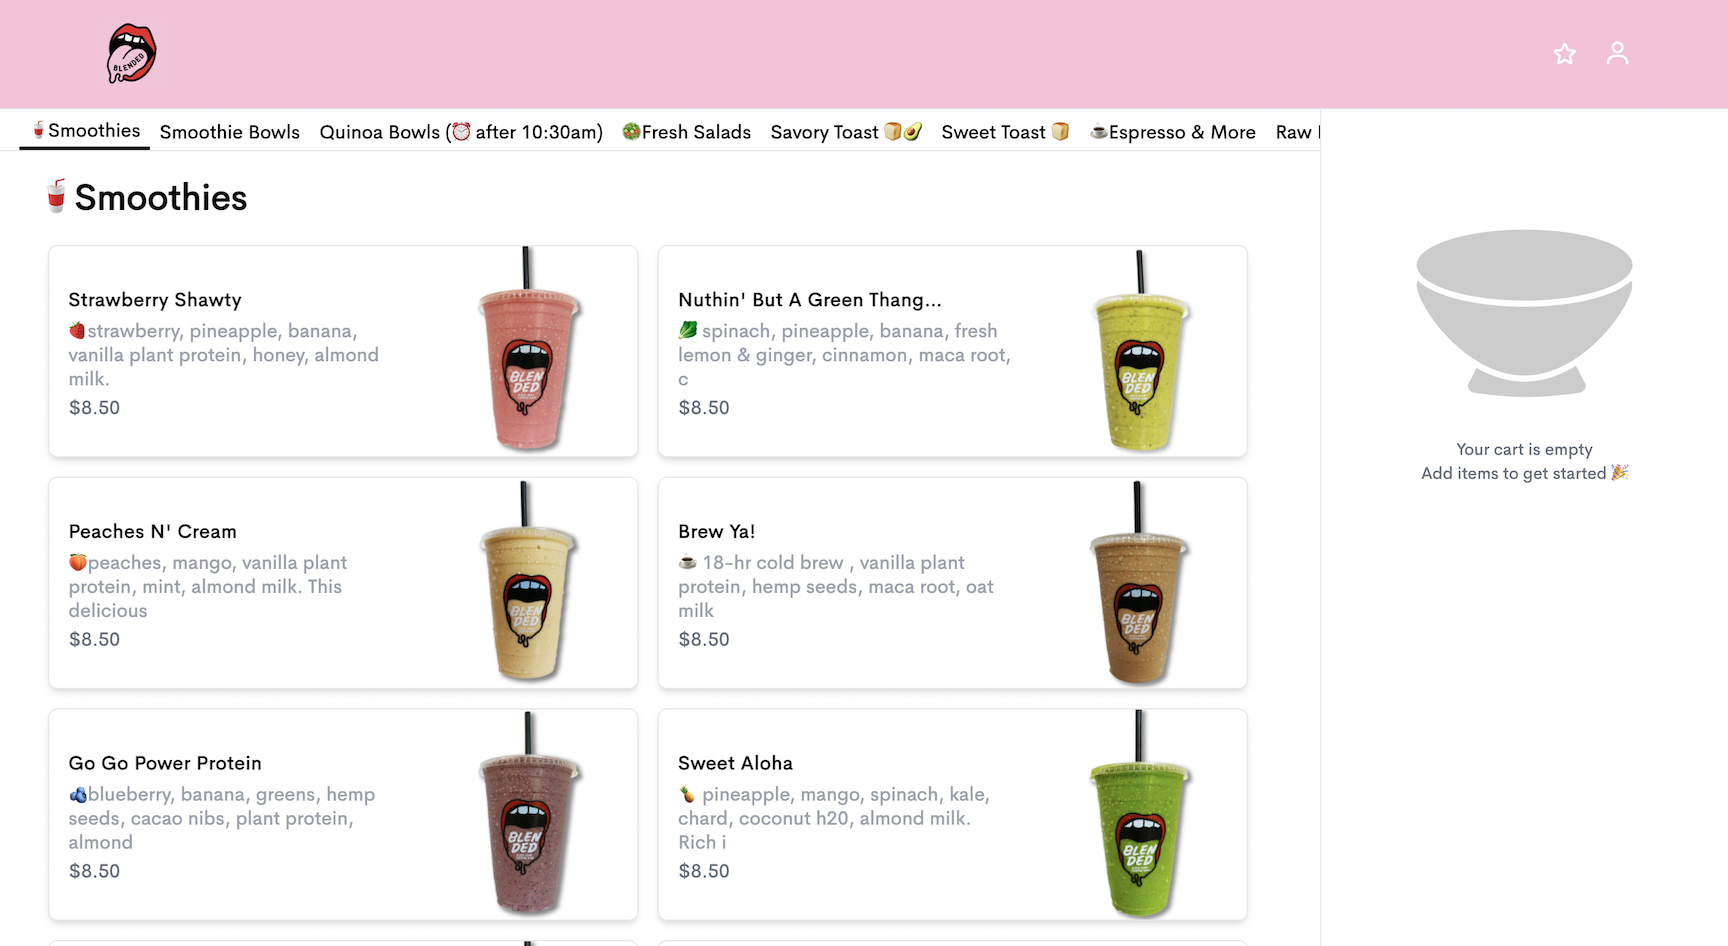 BLENDED
🥤Smoothies Smoothie Bowls Quinoa Bowls (⏰ after 10:30am) 🥗Fresh Salads Savory Toast 🍞🥑 Sweet Toast 🍞 ☕Espresso & More Raw
🥤Smoothies
Strawberry Shawty
🍓strawberry, pineapple, banana,
vanilla plant protein, honey, almond
milk.
$8.50
BLEN
DED
Nuthin' But A Green Thang...
🥬 spinach, pineapple, banana, fresh
lemon & ginger, cinnamon, maca root,
c
$8.50
BLEN
DED
Peaches N' Cream
🍑peaches, mango, vanilla plant
protein, mint, almond milk. This
delicious
$8.50
BLEN
DED
Brew Ya!
☕ 18-hr cold brew , vanilla plant
protein, hemp seeds, maca root, oat
milk
$8.50
BLEN
DED
Go Go Power Protein
🫐blueberry, banana, greens, hemp
seeds, cacao nibs, plant protein,
almond
$8.50
BLEN
DED
Sweet Aloha
🍍 pineapple, mango, spinach, kale,
chard, coconut h20, almond milk.
Rich i
$8.50
BLEN
DED
Your cart is empty
Add items to get started 🎉